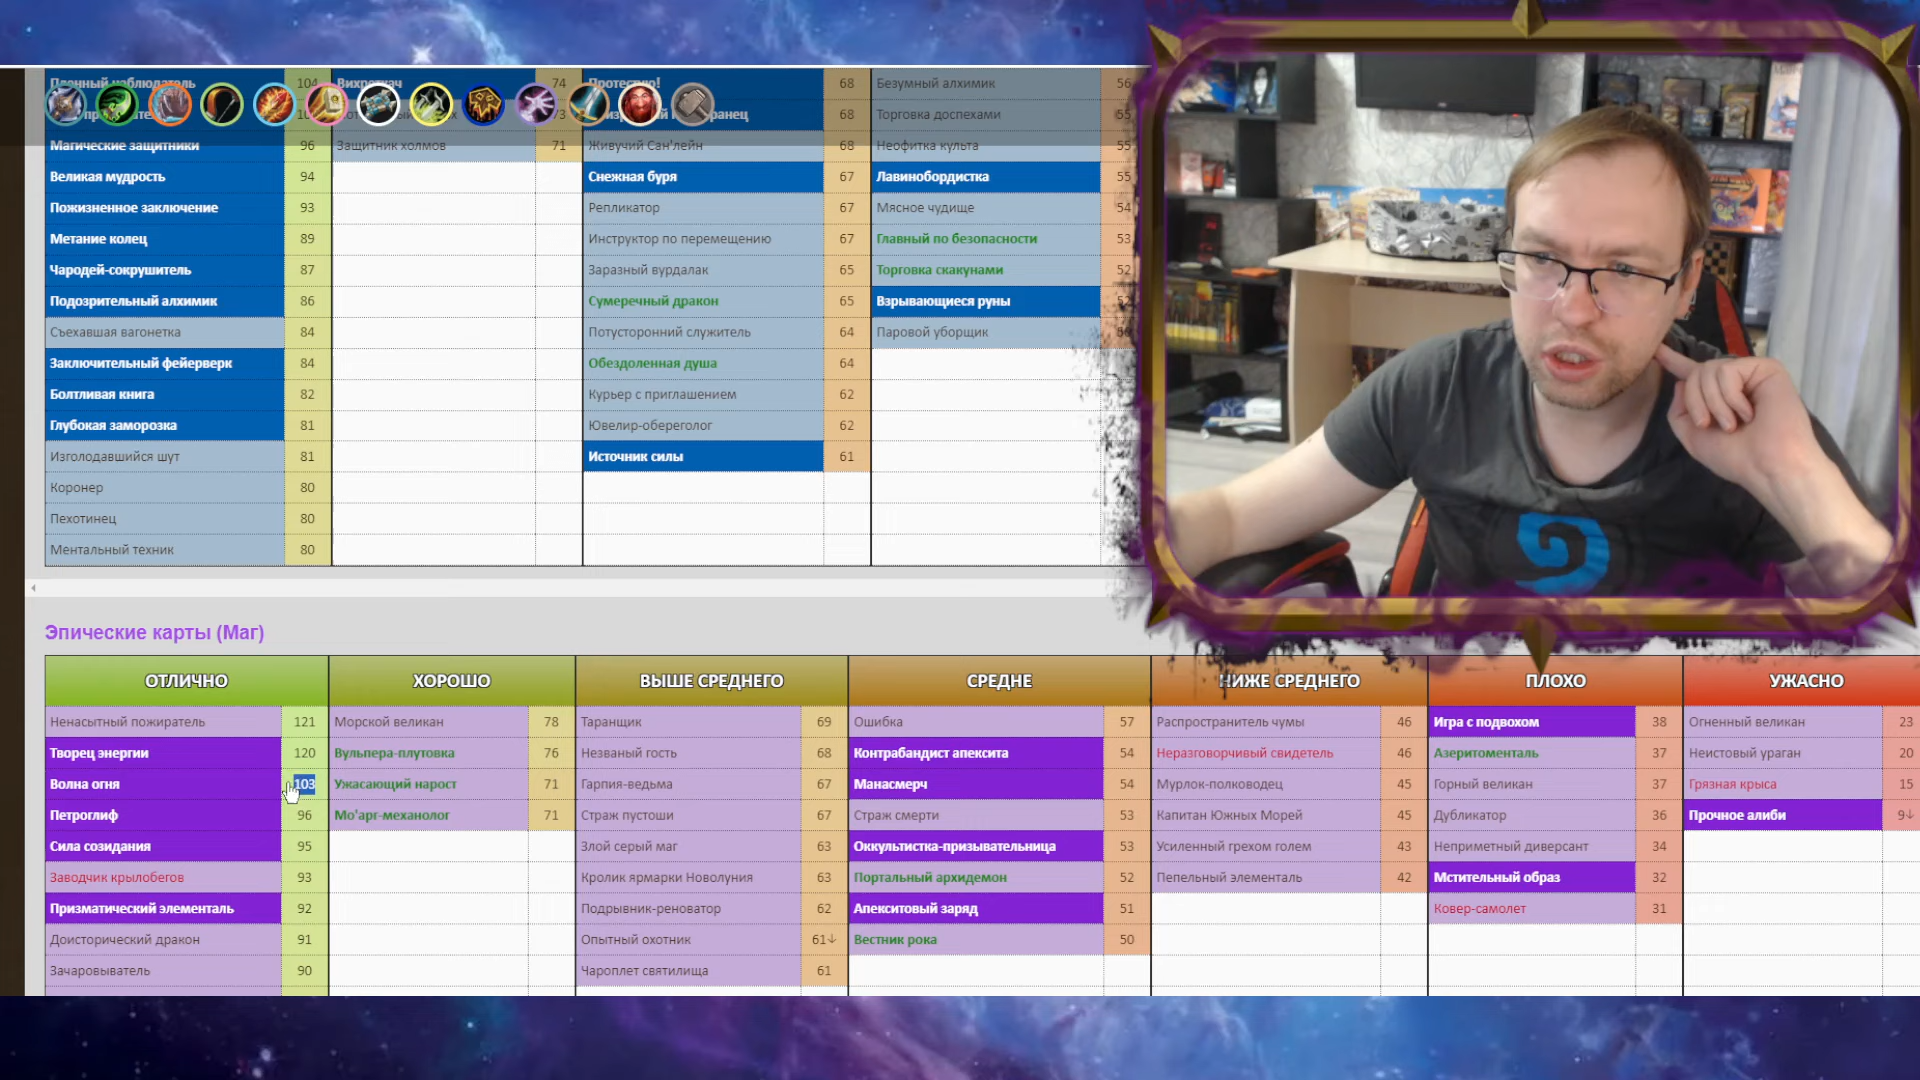 Пленный наблюдатель 104 Вихреткач 74 68 Безумный алхимик 56
68 Торговка доспехами 55
Магические защитники 96 Защитник холмов 71 Живучий Сан'лейн 68 Неофитка культа 55
Великая мудрость 94 Снежная буря 67 Лавинобордистка 55
Пожизненное заключение 93 Репликатор 67 Мясное чудище 54
Метание колец 89 Инструктор по перемещению 67 Главный по безопасности 53
Чародей-сокрушитель 87 Заразный вурдалак 65 Торговка скакунами 52
Подозрительный алхимик 86 Сумеречный дракон 65 Взрывающиеся руны 52
Съехавшая вагонетка 84 Потусторонний служитель 64 Паровой уборщик
Заключительный фейерверк 84 Обездоленная душа 64
Болтливая книга 82 Курьер с приглашением 62
Глубокая заморозка 81 Ювелир-обереголог 62
Изголодавшийся шут 81 Источник силы 61
Коронер 80
Пехотинец 80
Ментальный техник 80
Эпические карты (Маг)
ОТЛИЧНО ХОРОШО ВЫШЕ СРЕДНЕГО СРЕДНЕ НИЖЕ СРЕДНЕГО ПЛОХО УЖАСНО
Ненасытный пожиратель 121 Морской великан 78 Таранщик 69 Ошибка 57 Распространитель чумы 46 Игра с подвохом 38 Огненный великан 23
Творец энергии 120 Вульпера-плутовка 76 Незваный гость 68 Контрабандист апексита 54 Неразговорчивый свидетель 46 Азеритоменталь 37 Неистовый ураган 20
Волна огня 103 Ужасающий нарост 71 Гарпия-ведьма 67 Манасмерч 54 Мурлок-полководец 45 Горный великан 37 Грязная крыса 15
Петроглиф 96 Мо'арг-механолог 71 Страж пустоши 67 Страж смерти 53 Капитан Южных Морей 45 Дубликатор 36 Прочное алиби 9↓
Сила созидания 95 Злой серый маг 63 Оккультистка-призывательница 53 Усиленный грехом голем 43 Неприметный диверсант 34
Заводчик крылобегов 93 Кролик ярмарки Новолуния 63 Портальный архидемон 52 Пепельный элементаль 42 Мстительный образ 32
Призматический элементаль 92 Подрывник-реноватор 62 Апекситовый заряд 51 Ковер-самолет 31
Доисторический дракон 91 Опытный охотник 61↓ Вестник рока 50
Зачаровыватель 90 Чароплет святилища 61